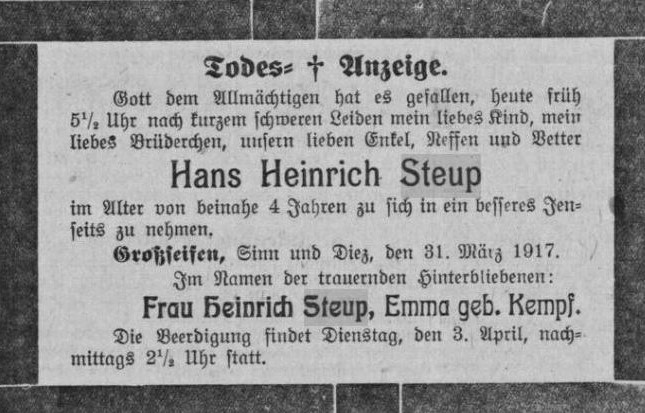 Todes= † Anzeige.
Gott dem Allmächtigen hat es gefallen, heute früh
5½ Uhr nach kurzem schweren Leiden mein liebes Kind, mein
liebes Brüderchen, unsern lieben Enkel, Neffen und Vetter
Hans Heinrich Steup
im Alter von beinahe 4 Jahren zu sich in ein besseres Jen=
seits zu nehmen.
Großseifen, Sinn und Diez, den 31. März 1917.
Im Namen der trauernden Hinterbliebenen:
Frau Heinrich Steup, Emma geb. Kempf.
Die Beerdigung findet Dienstag, den 3. April, nach=
mittags 2½ Uhr statt.